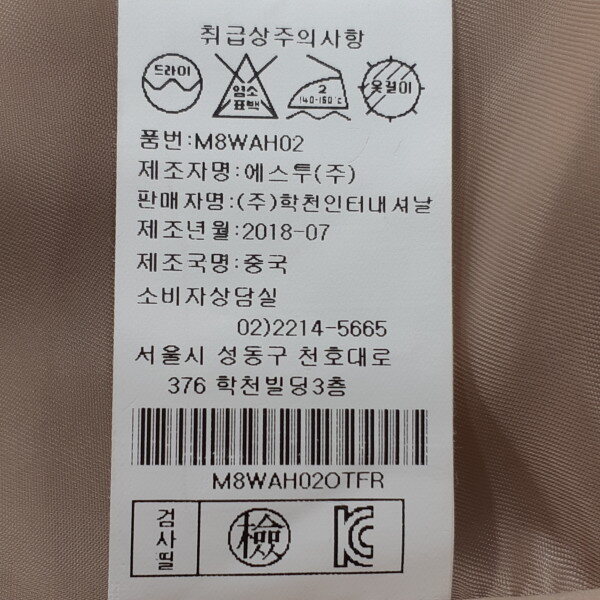 취급상주의사항
드라이
염소
표백
2
140-160℃
옷걸이
품번:M8WAH02
제조자명:에스투(주)
판매자명:(주)학천인터내셔날
제조년월:2018-07
제조국명:중국
소비자상담실
02)2214-5665
서울시 성동구 천호대로
376 학천빌딩3층
M8WAH02OTFR
검사필
檢
KC